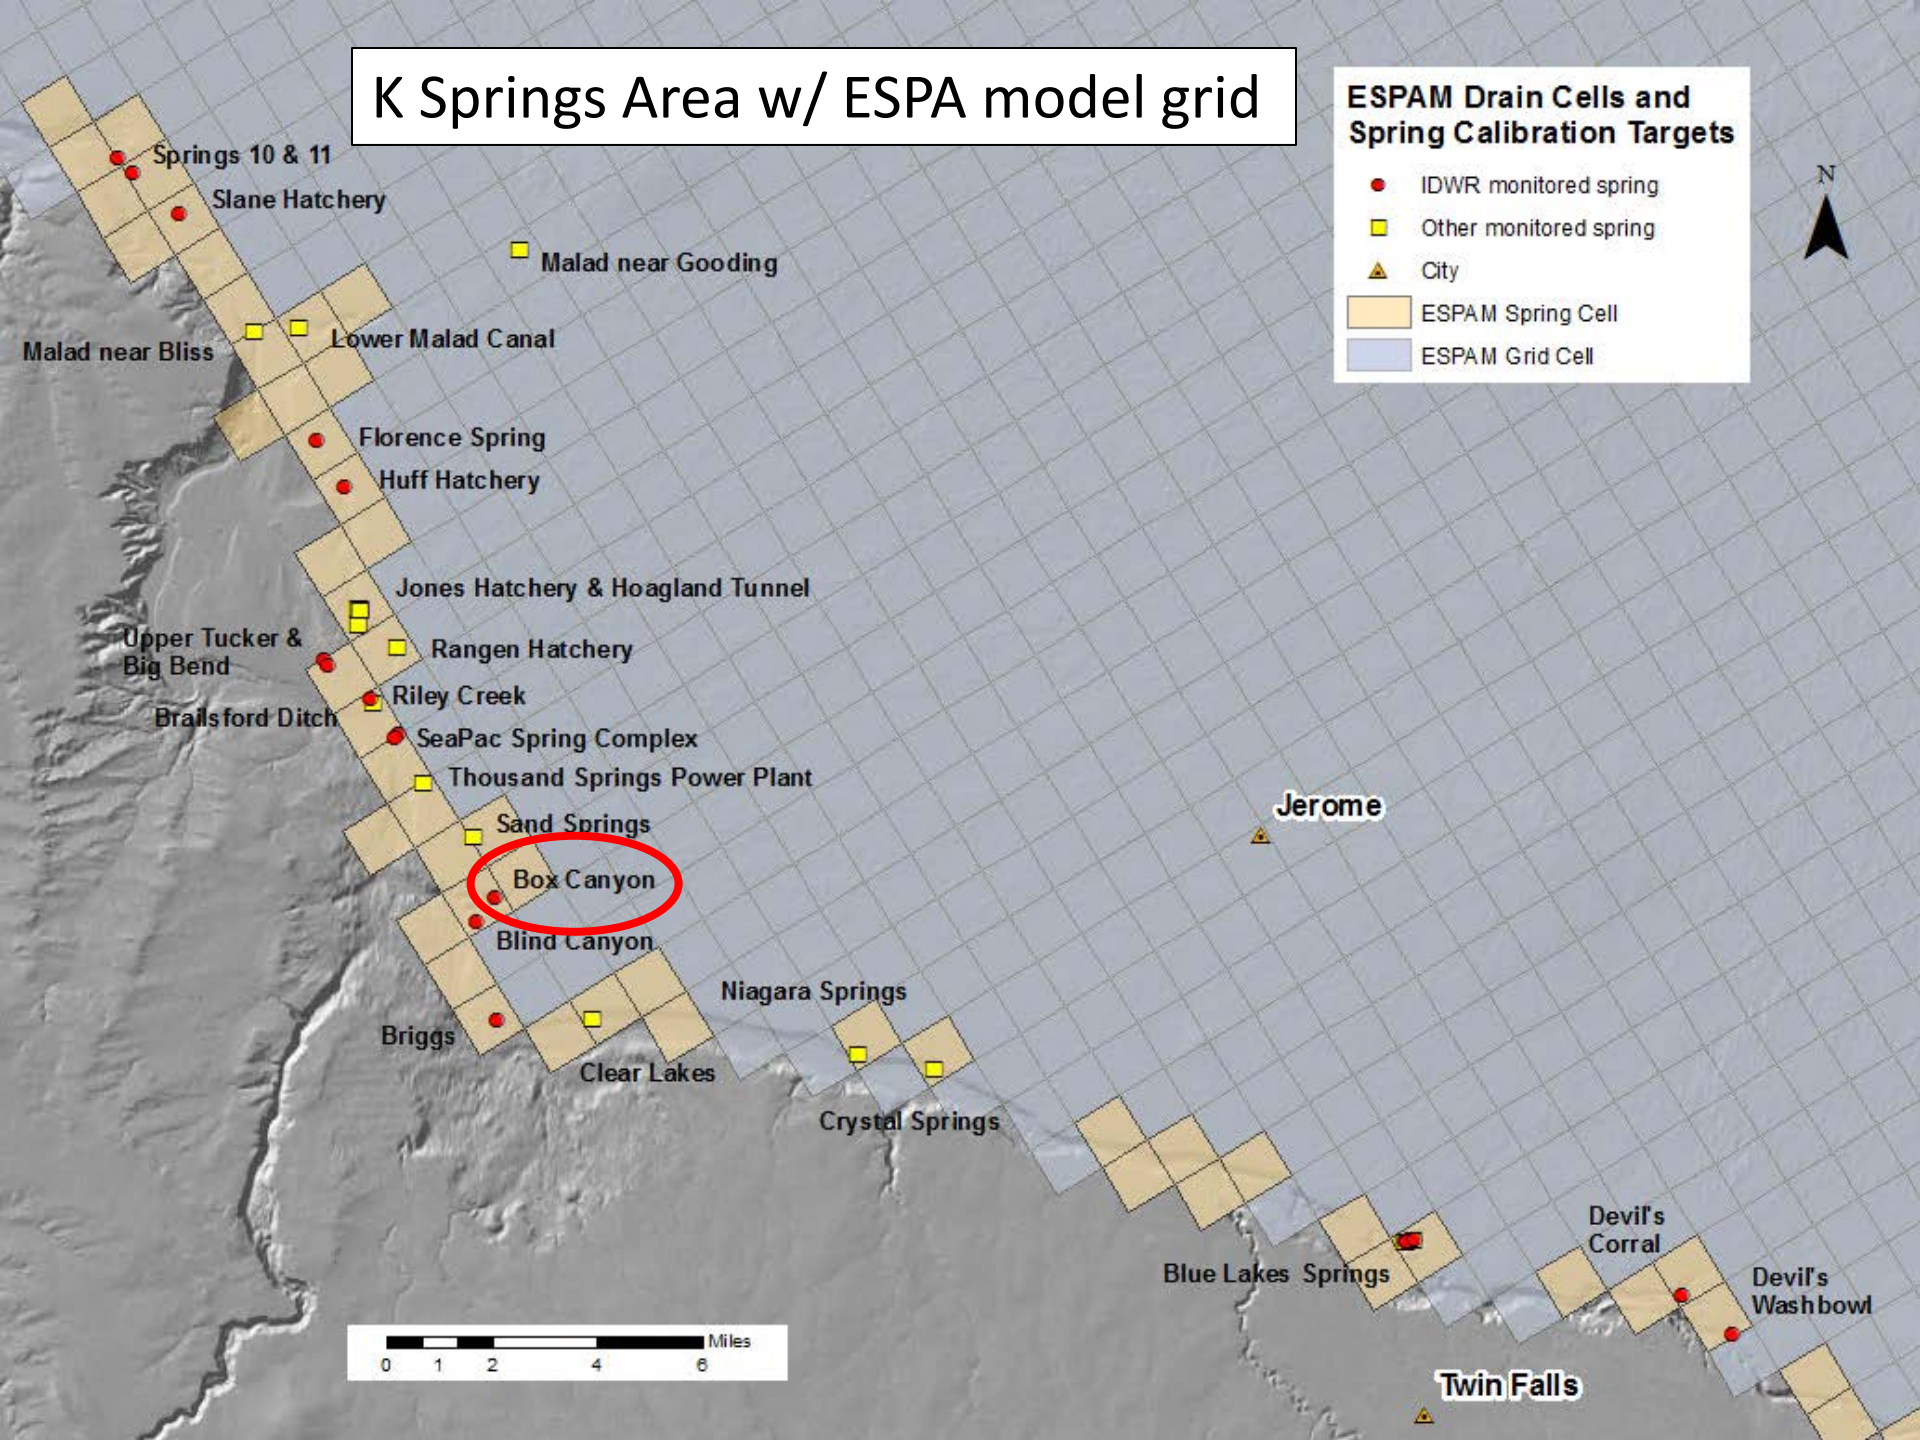 K Springs Area w/ ESPA model grid
ESPAM Drain Cells and
Spring Calibration Targets
IDWR monitored spring
Other monitored spring
City
ESPAM Spring Cell
ESPAM Grid Cell
N
Springs 10 & 11
Slane Hatchery
Malad near Gooding
Lower Malad Canal
Malad near Bliss
Florence Spring
Huff Hatchery
Jones Hatchery & Hoagland Tunnel
Upper Tucker &
Big Bend
Rangen Hatchery
Riley Creek
Brailsford Ditch
SeaPac Spring Complex
Thousand Springs Power Plant
Sand Springs
Jerome
Box Canyon
Blind Canyon
Niagara Springs
Briggs
Clear Lakes
Crystal Springs
Blue Lakes Springs
Devil's
Corral
Devil's
Washbowl
Twin Falls
Miles
0 1 2 4 6